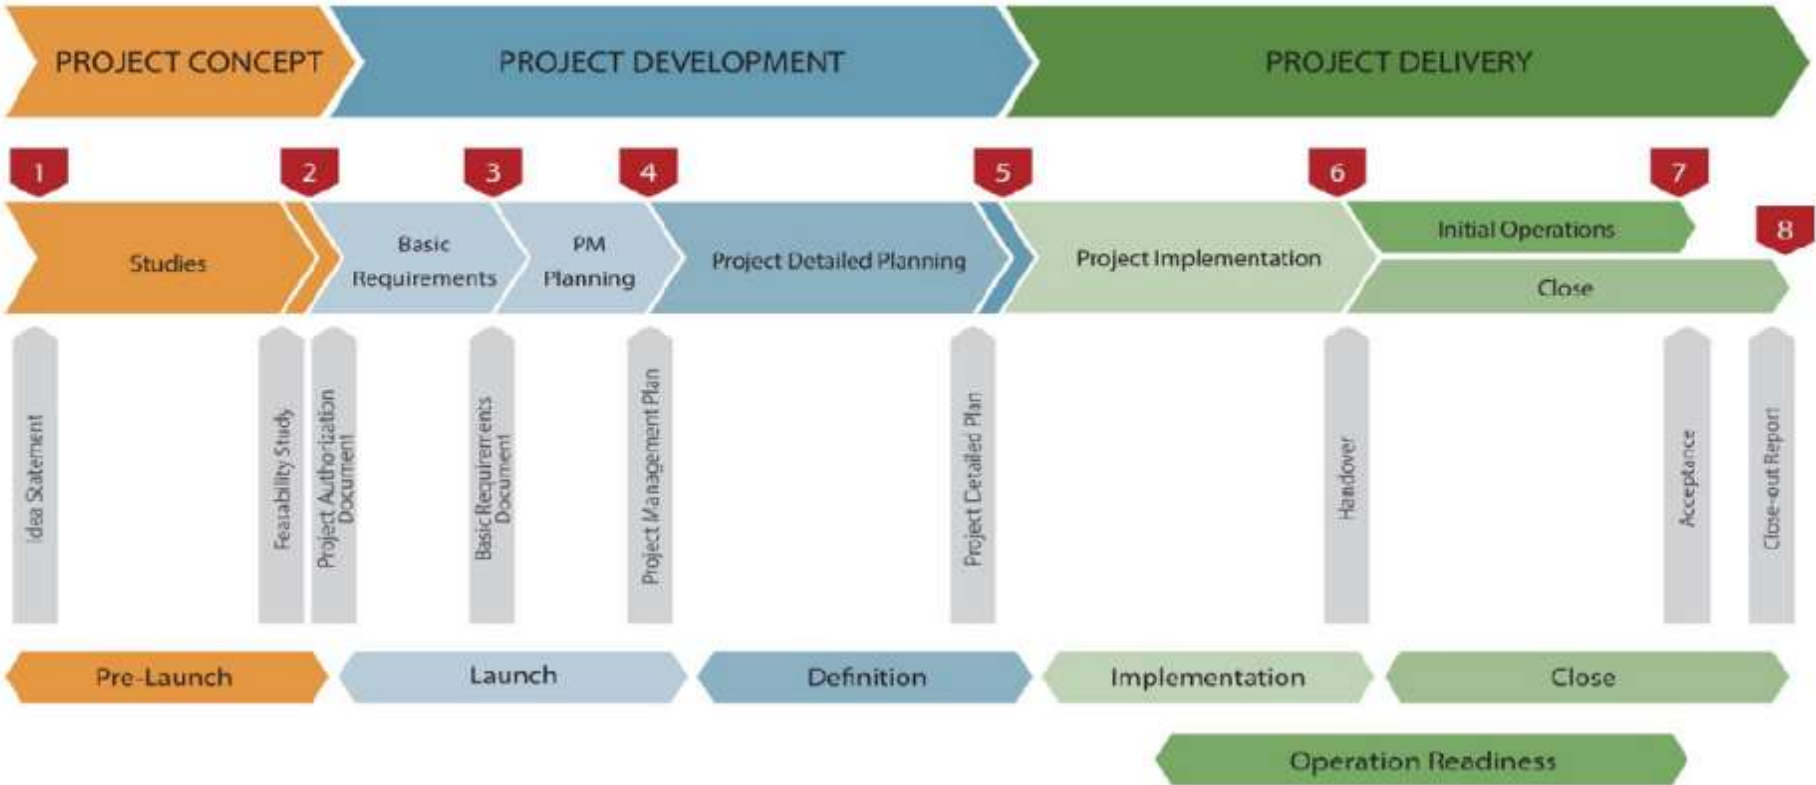 PROJECT CONCEPT
PROJECT DEVELOPMENT
PROJECT DELIVERY
1
2
3
4
5
6
7
8
Studies
Basic
Requirements
PM
Planning
Project Detailed Planning
Project Implementation
Initial Operations
Close
Idea Statement
Feasability Study
Project Authorization
Document
Basic Requirements
Document
Project Management Plan
Project Detailed Plan
Handover
Acceptance
Close-out Report
Pre-Launch
Launch
Definition
Implementation
Close
Operation Readiness